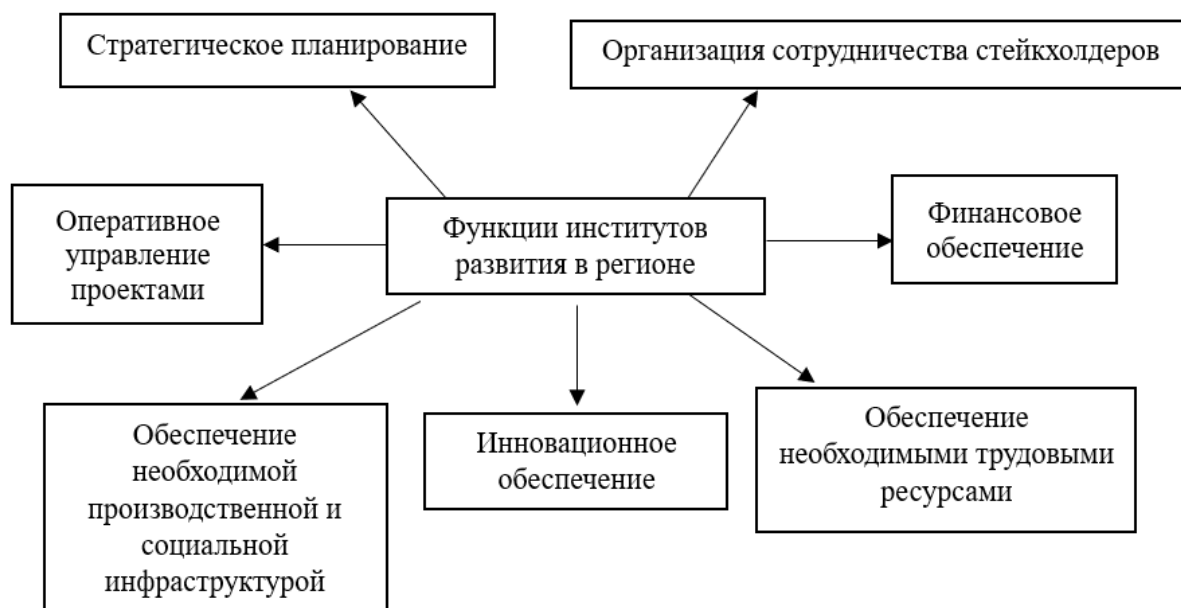 Стратегическое планирование
Организация сотрудничества стейкхолдеров
Оперативное
управление
проектами
Функции институтов
развития в регионе
Финансовое
обеспечение
Обеспечение
необходимой
производственной и
социальной
инфраструктурой
Инновационное
обеспечение
Обеспечение
необходимыми трудовыми
ресурсами